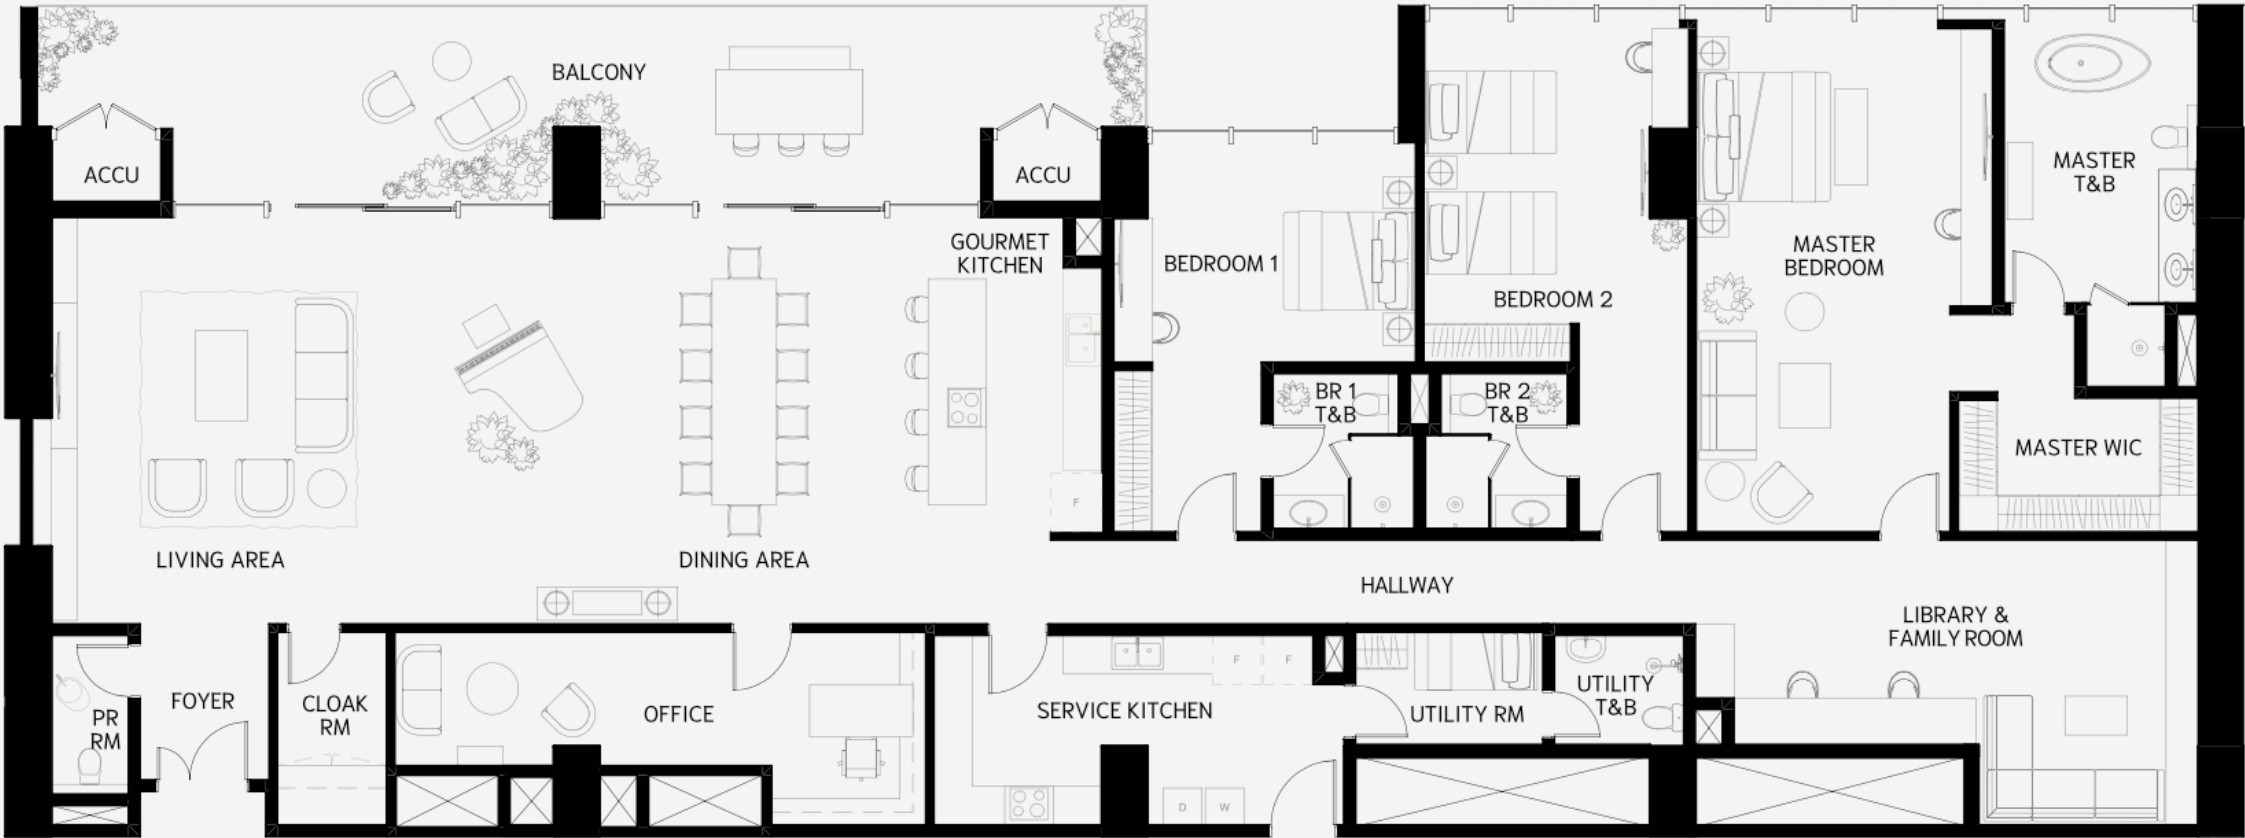 BALCONY
ACCU
ACCU
MASTER
T&B
GOURMET
KITCHEN
BEDROOM 1
MASTER
BEDROOM
BEDROOM 2
BR 1
T&B
BR 2
T&B
MASTER WIC
F
LIVING AREA
DINING AREA
HALLWAY
LIBRARY &
FAMILY ROOM
F
F
FOYER
CLOAK
RM
PR
RM
OFFICE
SERVICE KITCHEN
UTILITY RM
UTILITY
T&B
D
W